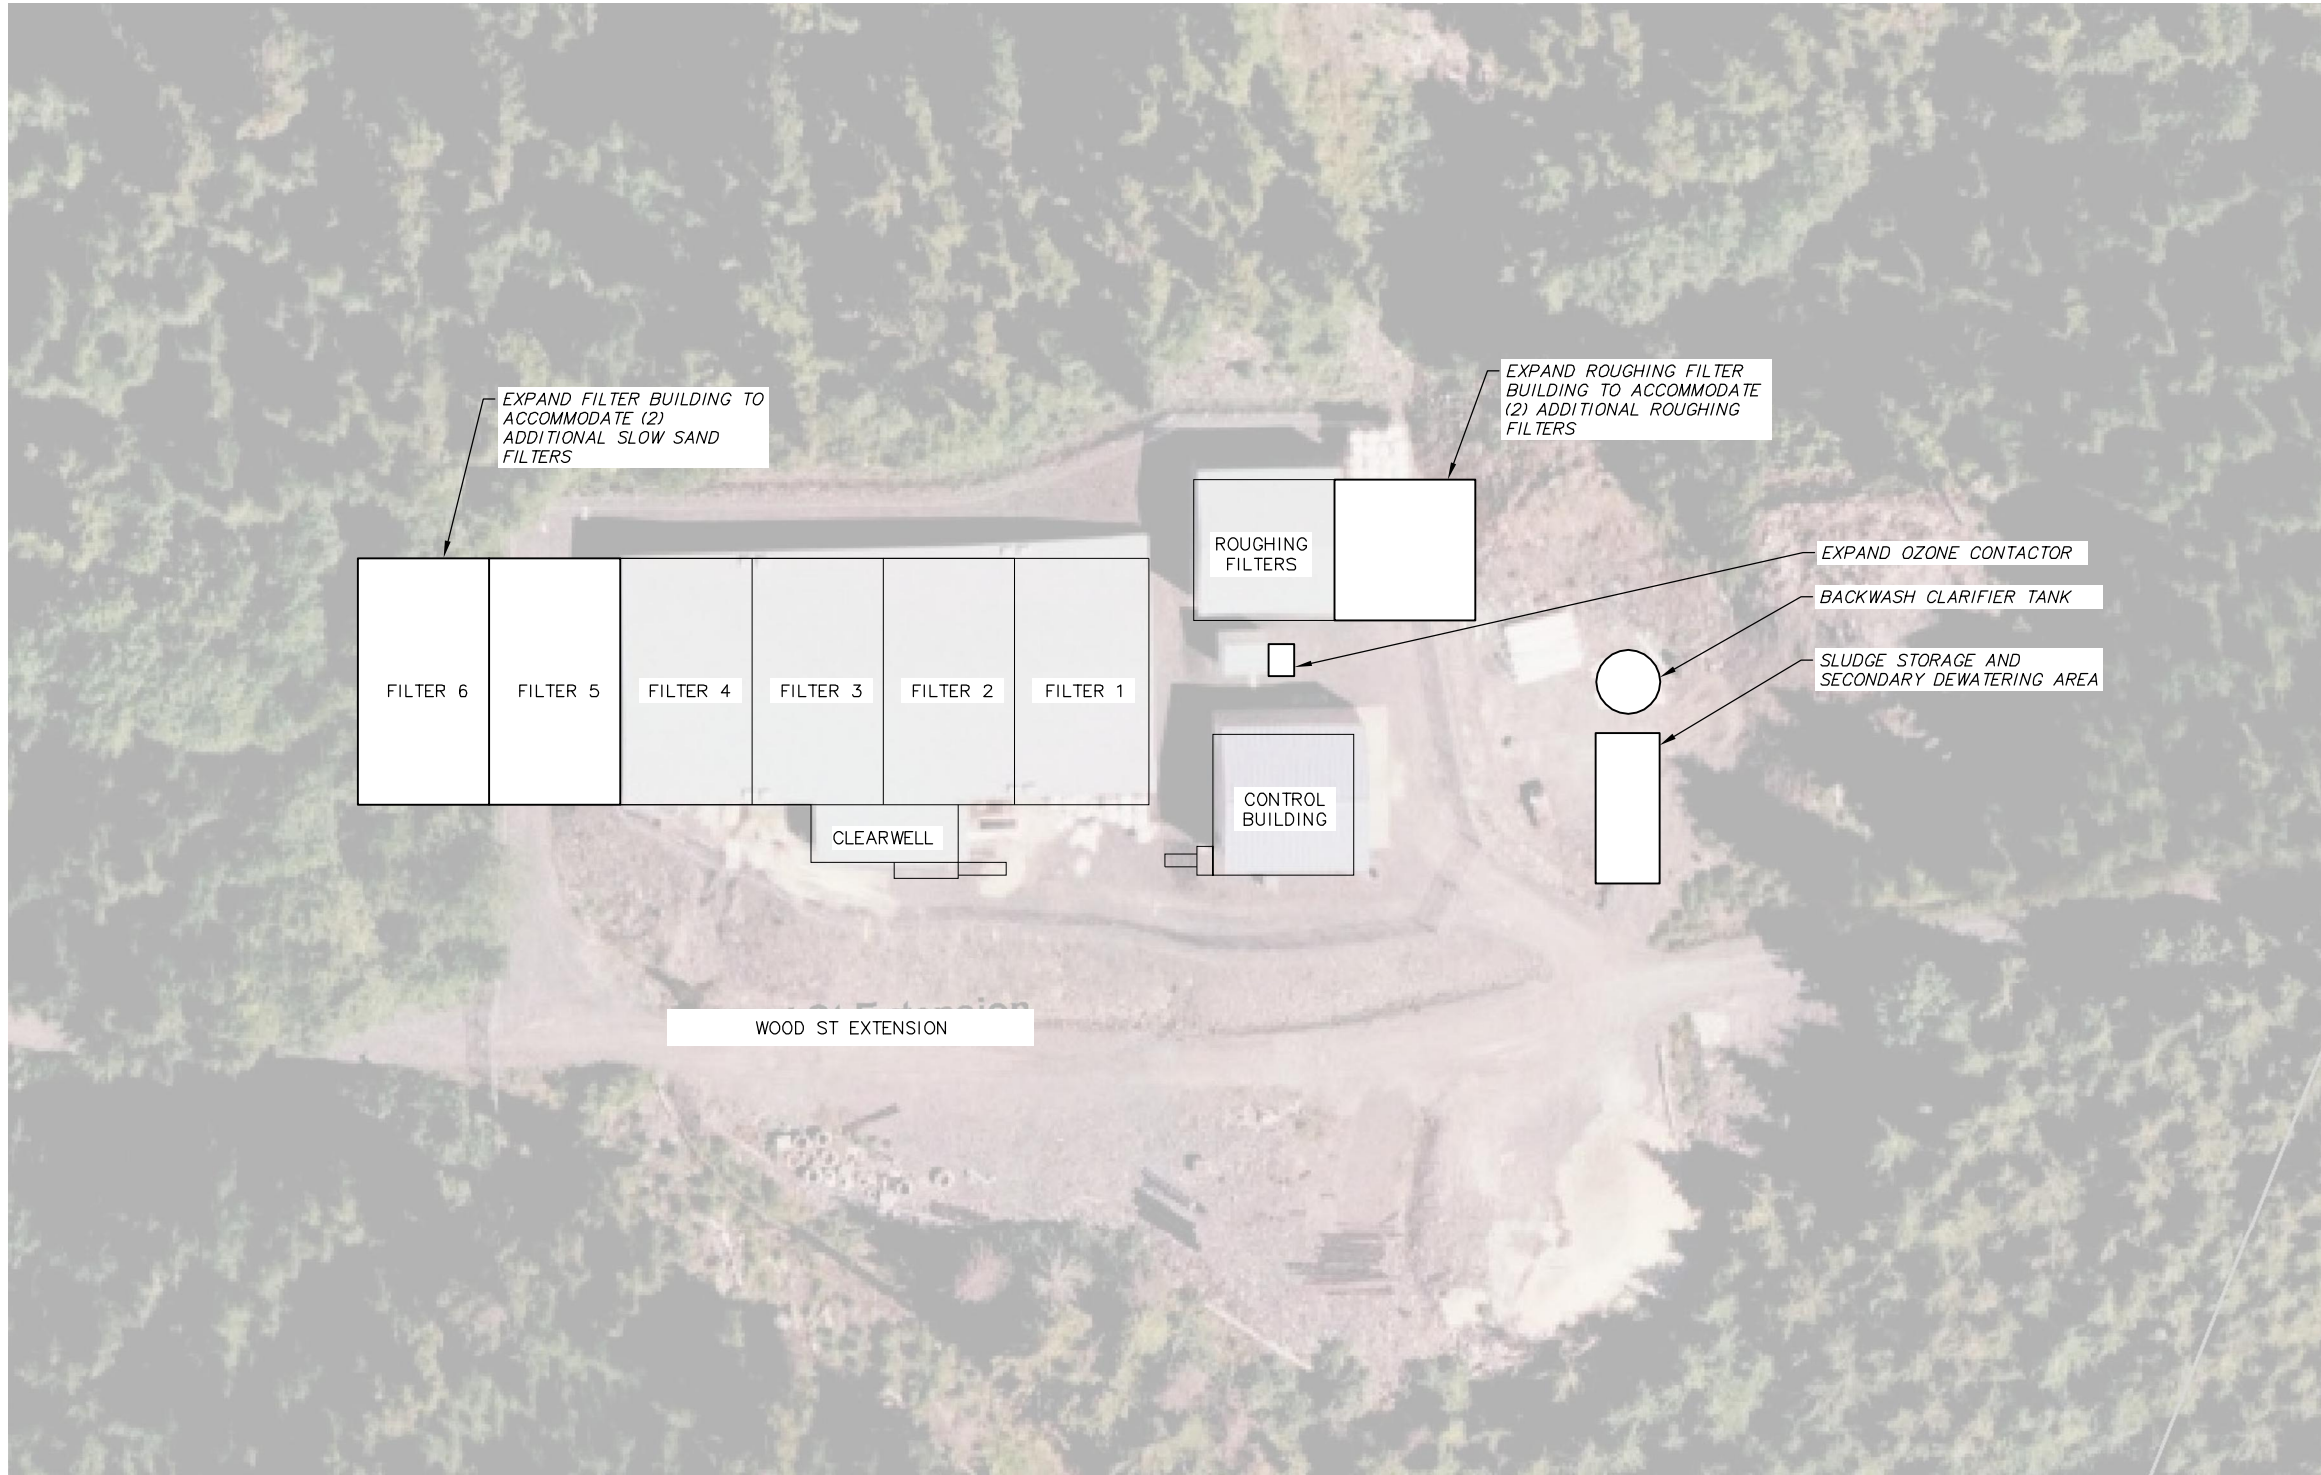 EXPAND ROUGHING FILTER
BUILDING TO ACCOMMODATE
(2) ADDITIONAL ROUGHING
FILTERS
EXPAND FILTER BUILDING TO
ACCOMMODATE (2)
ADDITIONAL SLOW SAND
FILTERS
ROUGHING
FILTERS
EXPAND OZONE CONTACTOR
BACKWASH CLARIFIER TANK
SLUDGE STORAGE AND
SECONDARY DEWATERING AREA
FILTER 6
FILTER 5
FILTER 4
FILTER 3
FILTER 2
FILTER 1
CONTROL
BUILDING
CLEARWELL
WOOD ST EXTENSION